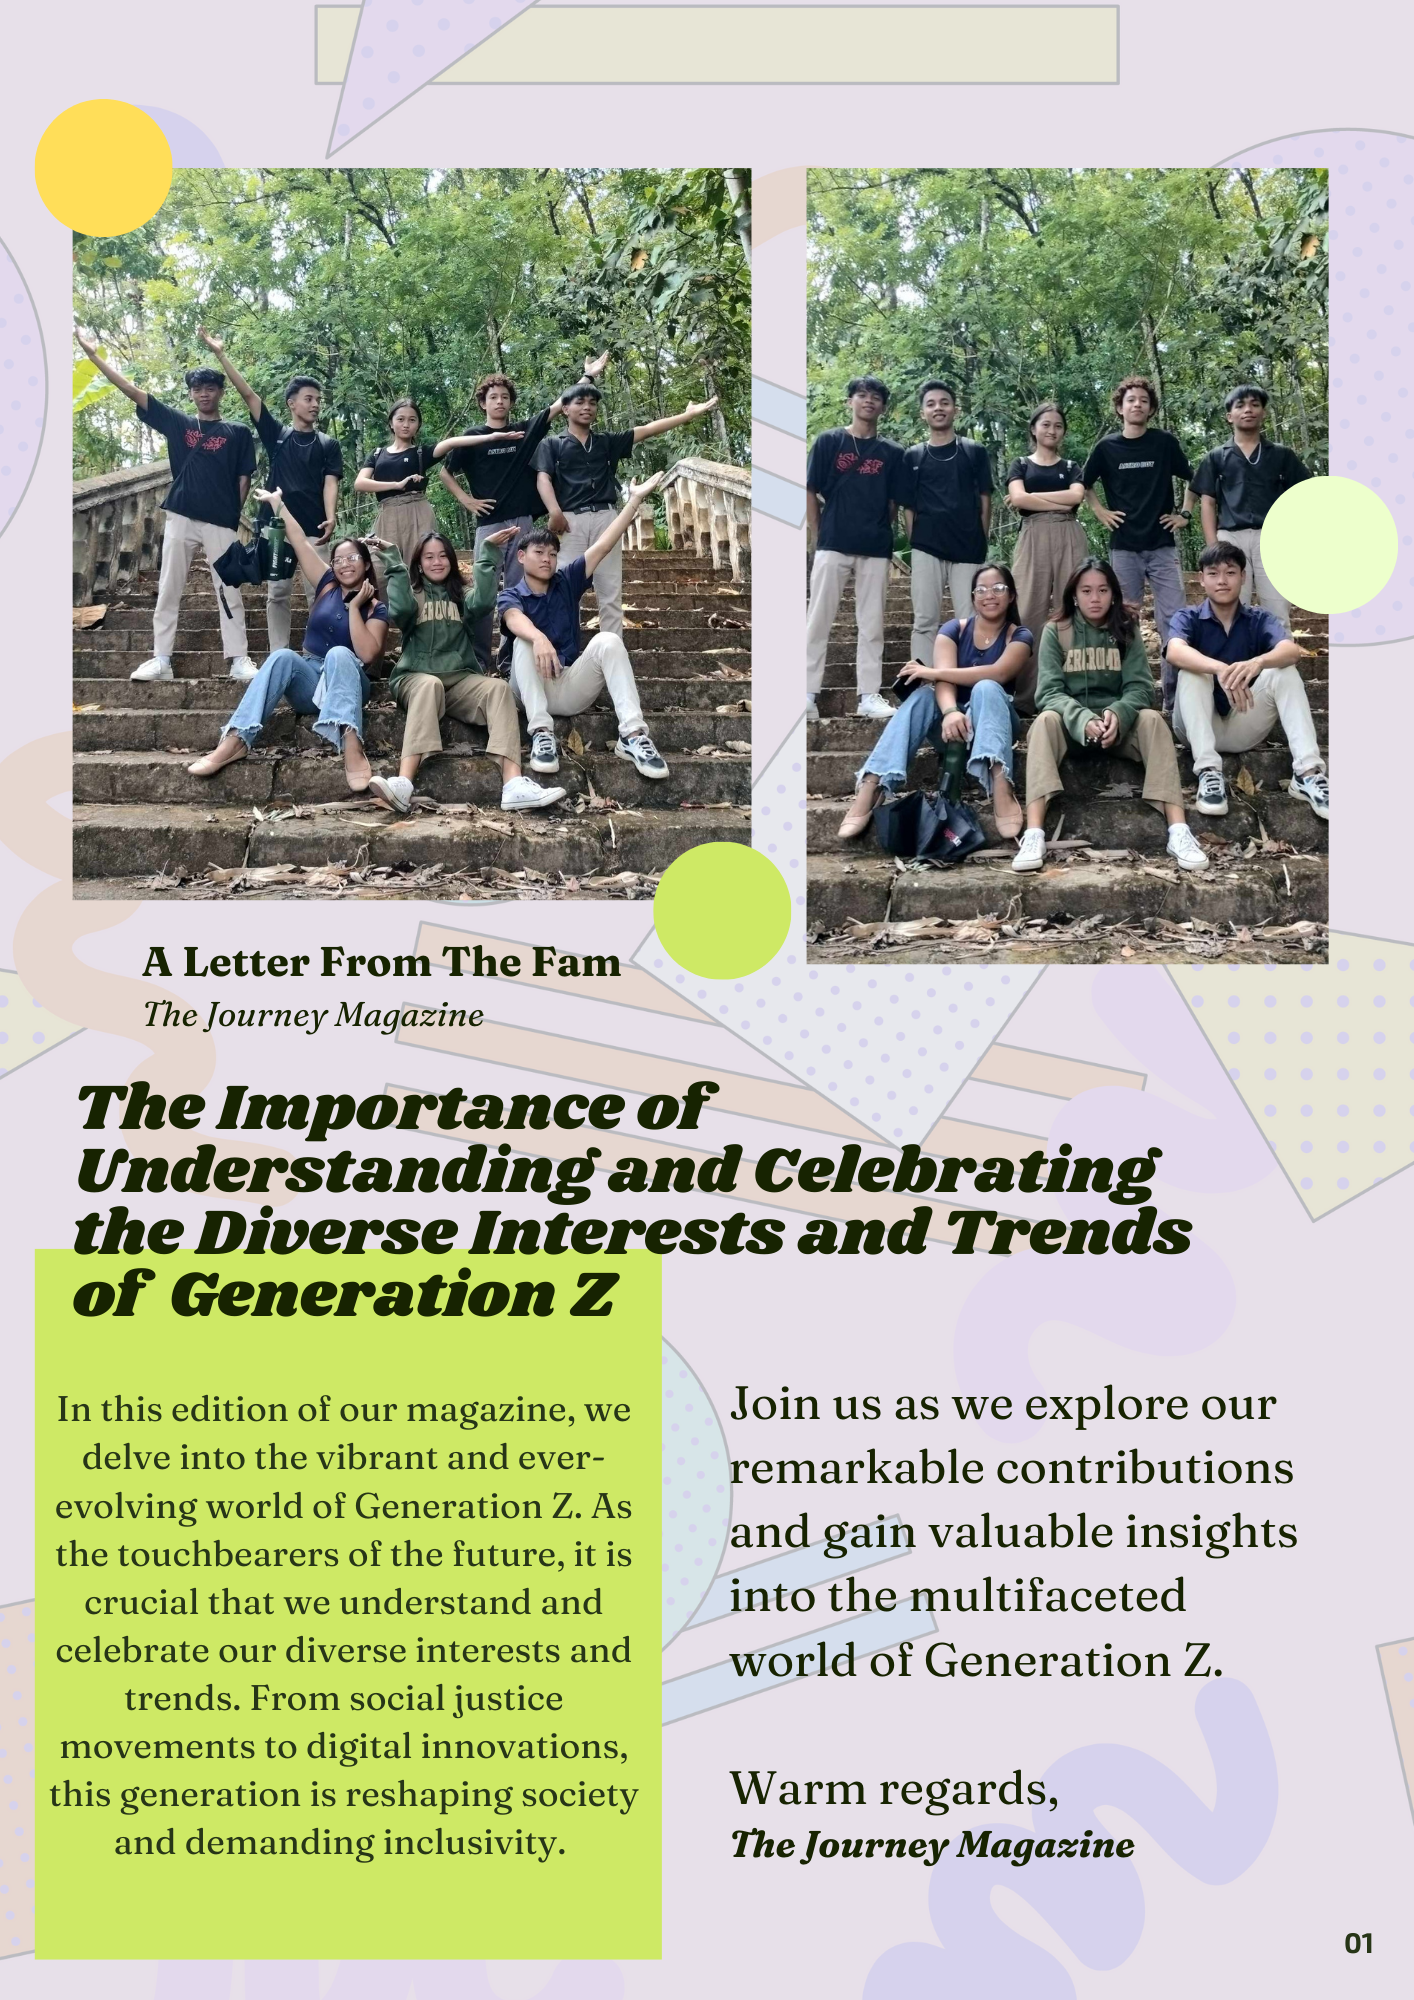 A Letter From The Fam
The Journey Magazine
The Importance of
Understanding and Celebrating
the Diverse Interests and Trends
of Generation Z
In this edition of our magazine, we
delve into the vibrant and ever-
evolving world of Generation Z. As
the touchbearers of the future, it is
crucial that we understand and
celebrate our diverse interests and
trends. From social justice
movements to digital innovations,
this generation is reshaping society
and demanding inclusivity.
Join us as we explore our
remarkable contributions
and gain valuable insights
into the multifaceted
world of Generation Z.
Warm regards,
The Journey Magazine
01